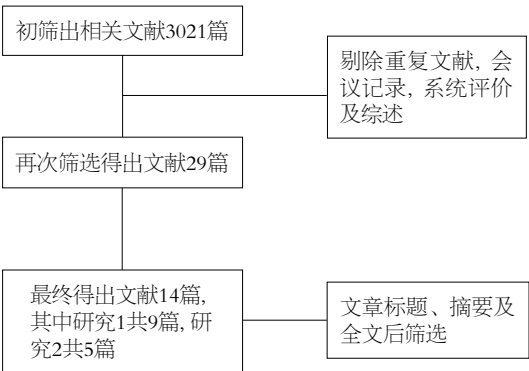 初筛出相关文献3021篇
剔除重复文献, 会
议记录, 系统评价
及综述
再次筛选得出文献29篇
最终得出文献14篇,
其中研究1共9篇, 研
究2共5篇
文章标题、摘要及
全文后筛选